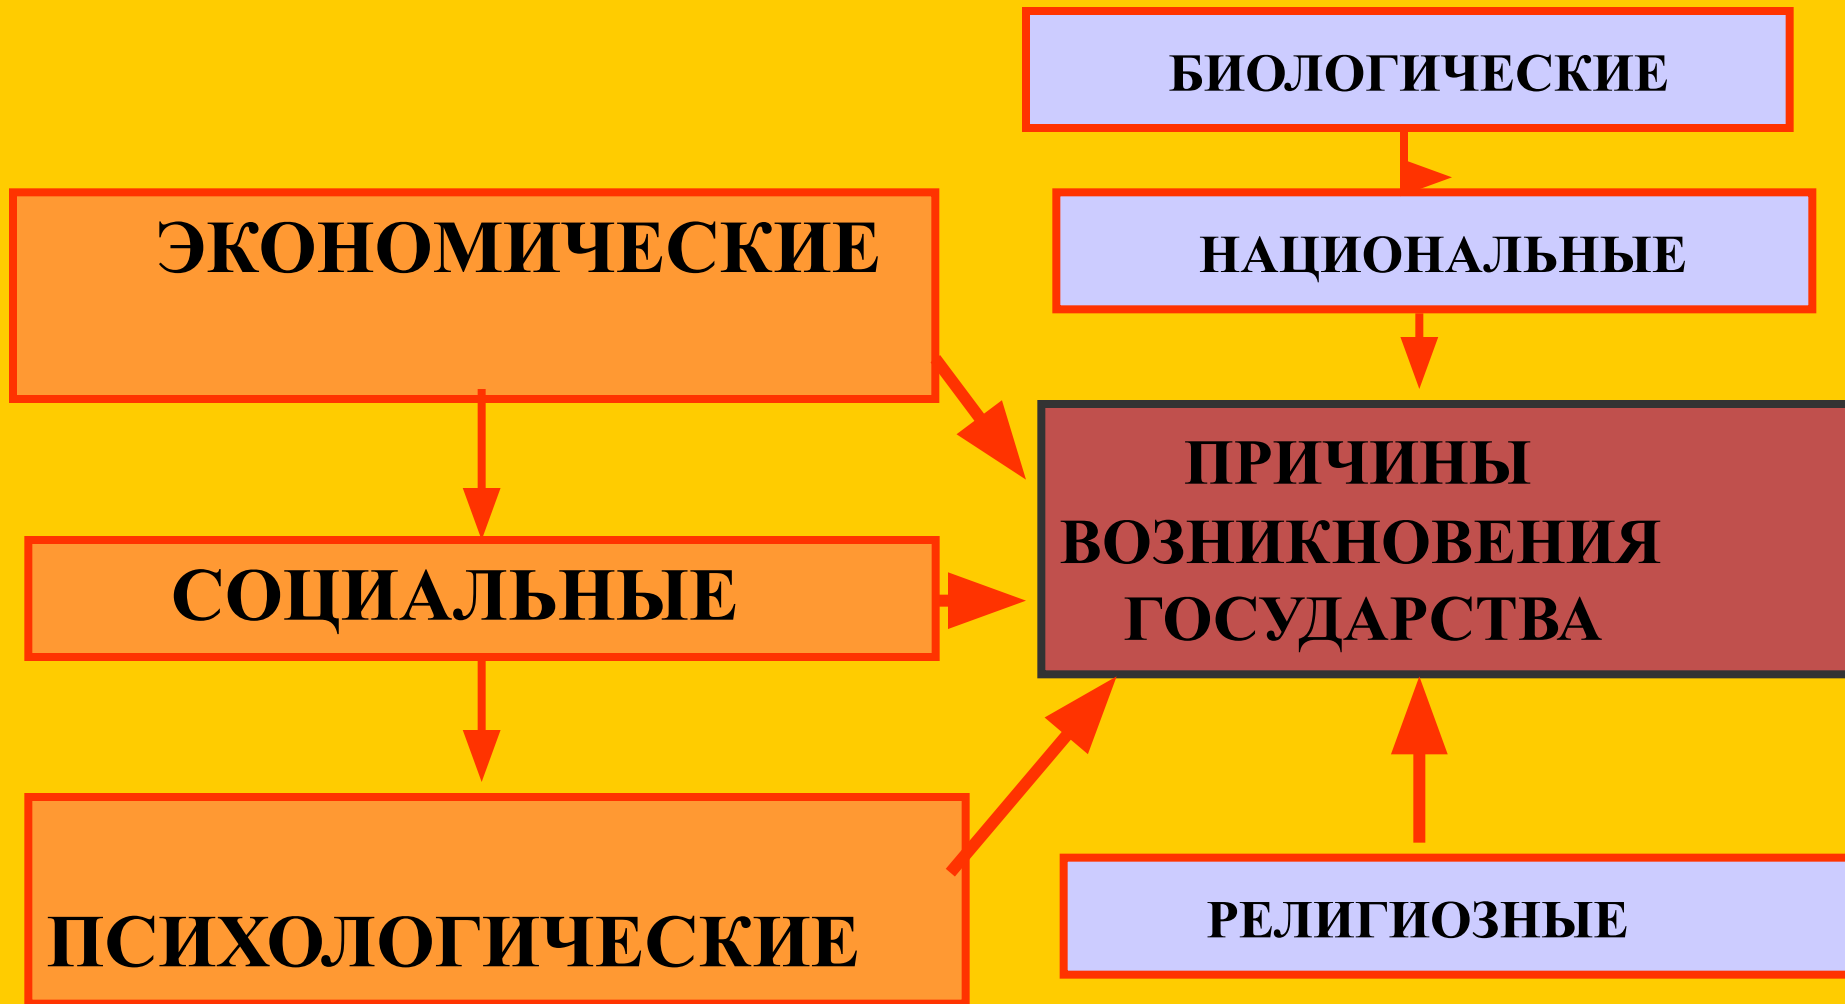 БИОЛОГИЧЕСКИЕ
ЭКОНОМИЧЕСКИЕ
НАЦИОНАЛЬНЫЕ
ПРИЧИНЫ
ВОЗНИКНОВЕНИЯ
ГОСУДАРСТВА
СОЦИАЛЬНЫЕ
ПСИХОЛОГИЧЕСКИЕ
РЕЛИГИОЗНЫЕ